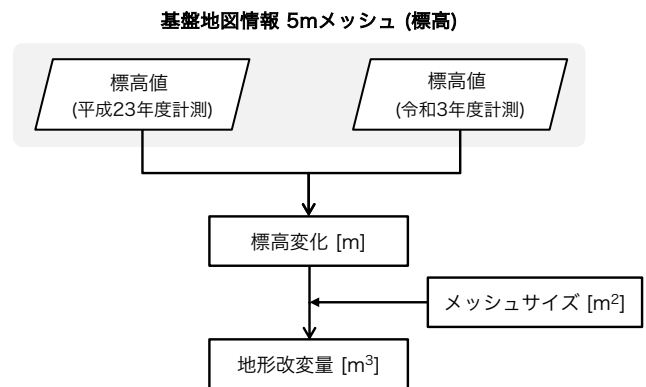 基盤地図情報 5mメッシュ (標高)
標高値
(平成23年度計測)
標高値
(令和3年度計測)
標高変化 [m]
メッシュサイズ [m²]
地形改変量 [m³]